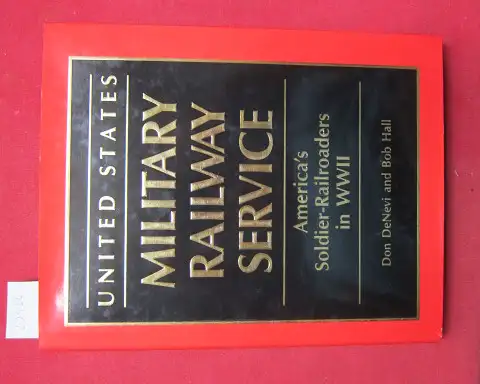 UNITED STATES
MILITARY
RAILWAY
SERVICE
America's
Soldier-Railroaders
in WWII
Don DeNevi and Bob Hall